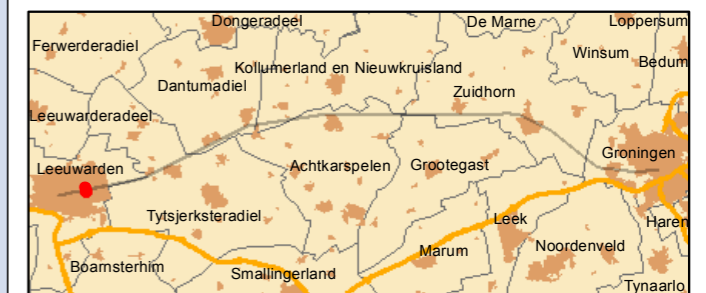 Dongeradeel
De Marne
Loppersum
Ferwerderadiel
Winsum
Bedum
Kollumerland en Nieuwkruisland
Dantumadiel
Zuidhorn
Leeuwarderadeel
Groningen
Leeuwarden
Achtkarspelen
Grootegast
Tytsjerksteradiel
Leek
Haren
Noordenveld
Marum
Boarnsterhim
Smallingerland
Tynaarlo